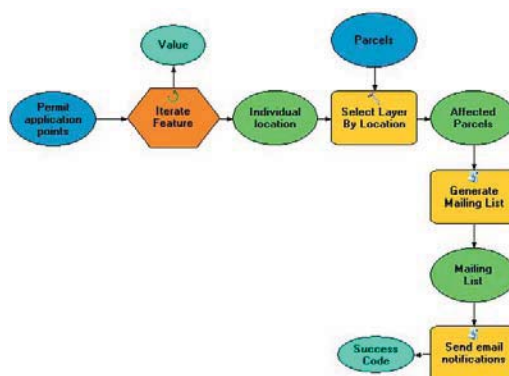 Value
Parcels
Permit
application
points
Iterate
Feature
Individual
location
Select Layer
By Location
Affected
Parcels
Generate
Mailing List
Mailing
List
Success
Code
Send email
notifications